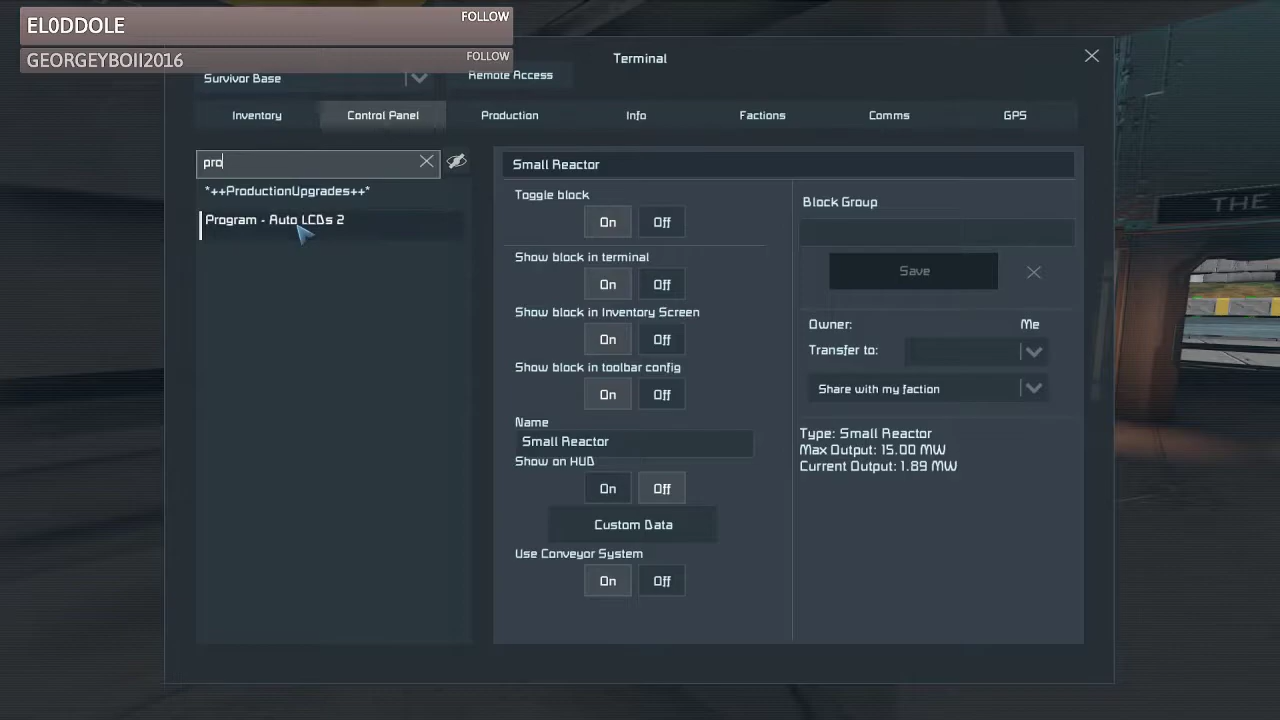 EL0DDOLE
FOLLOW
GEORGEYBOII2016
FOLLOW
Terminal
Survivor Base
Remote Access
Inventory
Control Panel
Production
Info
Factions
Comms
GPS
pro
*++ProductionUpgrades++*
Program - Auto LCDs 2
Small Reactor
Toggle block
On Off
Show block in terminal
On Off
Show block in Inventory Screen
On Off
Show block in toolbar config
On Off
Name
Small Reactor
Show on HUD
On Off
Custom Data
Use Conveyor System
On Off
Block Group
Save
Owner: Me
Transfer to:
Share with my faction
Type: Small Reactor
Max Output: 15.00 MW
Current Output: 1.89 MW
THE